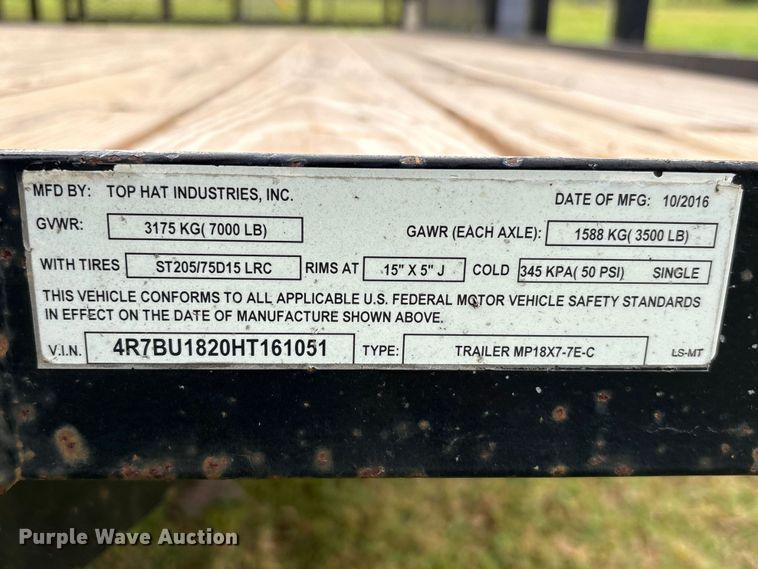 MFD BY: TOP HAT INDUSTRIES, INC. DATE OF MFG: 10/2016
GVWR: 3175 KG( 7000 LB) GAWR (EACH AXLE): 1588 KG( 3500 LB)
WITH TIRES ST205/75D15 LRC RIMS AT 15" X 5" J COLD 345 KPA( 50 PSI) SINGLE
THIS VEHICLE CONFORMS TO ALL APPLICABLE U.S. FEDERAL MOTOR VEHICLE SAFETY STANDARDS
IN EFFECT ON THE DATE OF MANUFACTURE SHOWN ABOVE.
V.I.N. 4R7BU1820HT161051 TYPE: TRAILER MP18X7-7E-C LS-MT
Purple Wave Auction®